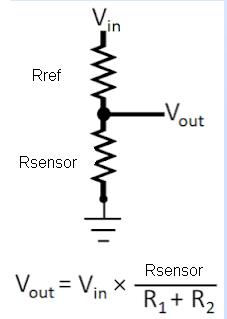 Vin
Rref
Vout
Rsensor
Vout = Vin × Rsensor / R1 + R2